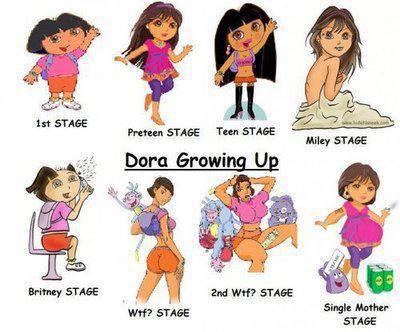 1st STAGE
Preteen STAGE
Teen STAGE
Miley STAGE
Dora Growing Up
Britney STAGE
Wtf? STAGE
2nd Wtf? STAGE
Single Mother
STAGE